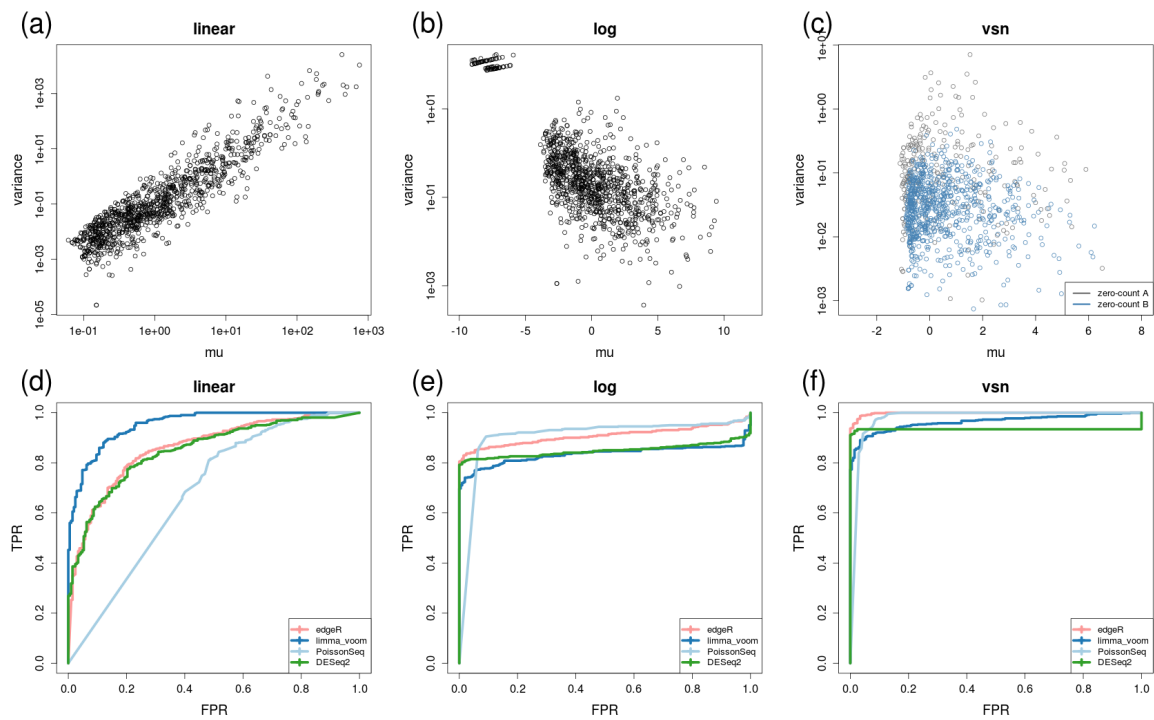 (a)
linear
variance
1e-05
1e-03
1e-01
1e+01
1e+03
1e-01
1e+00
1e+01
1e+02
1e+03
mu
(b)
log
variance
1e-03
1e-01
1e+01
-10
-5
0
5
10
mu
(c)
vsn
variance
1e-03
1e-02
1e-01
1e+00
1e+01
-2
0
2
4
6
8
mu
zero-count A
zero-count B
(d)
linear
TPR
0.0
0.2
0.4
0.6
0.8
1.0
0.0
0.2
0.4
0.6
0.8
1.0
FPR
edgeR
limma_voom
PoissonSeq
DESeq2
(e)
log
TPR
0.0
0.2
0.4
0.6
0.8
1.0
0.0
0.2
0.4
0.6
0.8
1.0
FPR
edgeR
limma_voom
PoissonSeq
DESeq2
(f)
vsn
TPR
0.0
0.2
0.4
0.6
0.8
1.0
0.0
0.2
0.4
0.6
0.8
1.0
FPR
edgeR
limma_voom
PoissonSeq
DESeq2